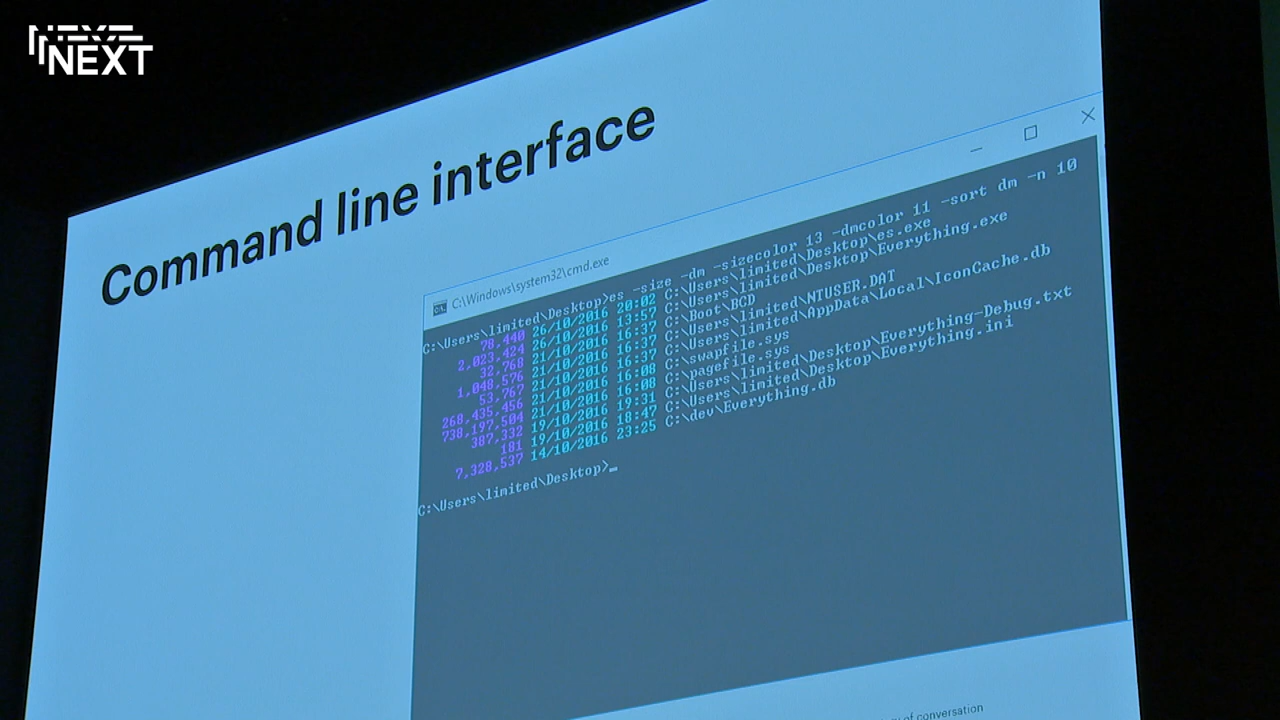 NEXT
Command line interface
C:\Windows\system32\cmd.exe
C:\Users\limited\Desktop>es -size -dm -sizecolor 13 -dmcolor 11 -sort dm -n 10
78,440 26/10/2016 20:02 C:\Users\limited\Desktop\es.exe
2,023,424 26/10/2016 13:57 C:\Users\limited\Desktop\Everything.exe
32,768 21/10/2016 16:37 C:\Boot\BCD
1,048,576 21/10/2016 16:37 C:\Users\limited\NTUSER.DAT
53,767 21/10/2016 16:37 C:\Users\limited\AppData\Local\IconCache.db
268,435,456 21/10/2016 16:08 C:\swapfile.sys
738,197,504 21/10/2016 16:08 C:\pagefile.sys
387,332 19/10/2016 19:31 C:\Users\limited\Desktop\Everything-Debug.txt
181 19/10/2016 18:47 C:\Users\limited\Desktop\Everything.ini
7,328,537 14/10/2016 23:25 C:\dev\Everything.db
C:\Users\limited\Desktop>_
of conversation